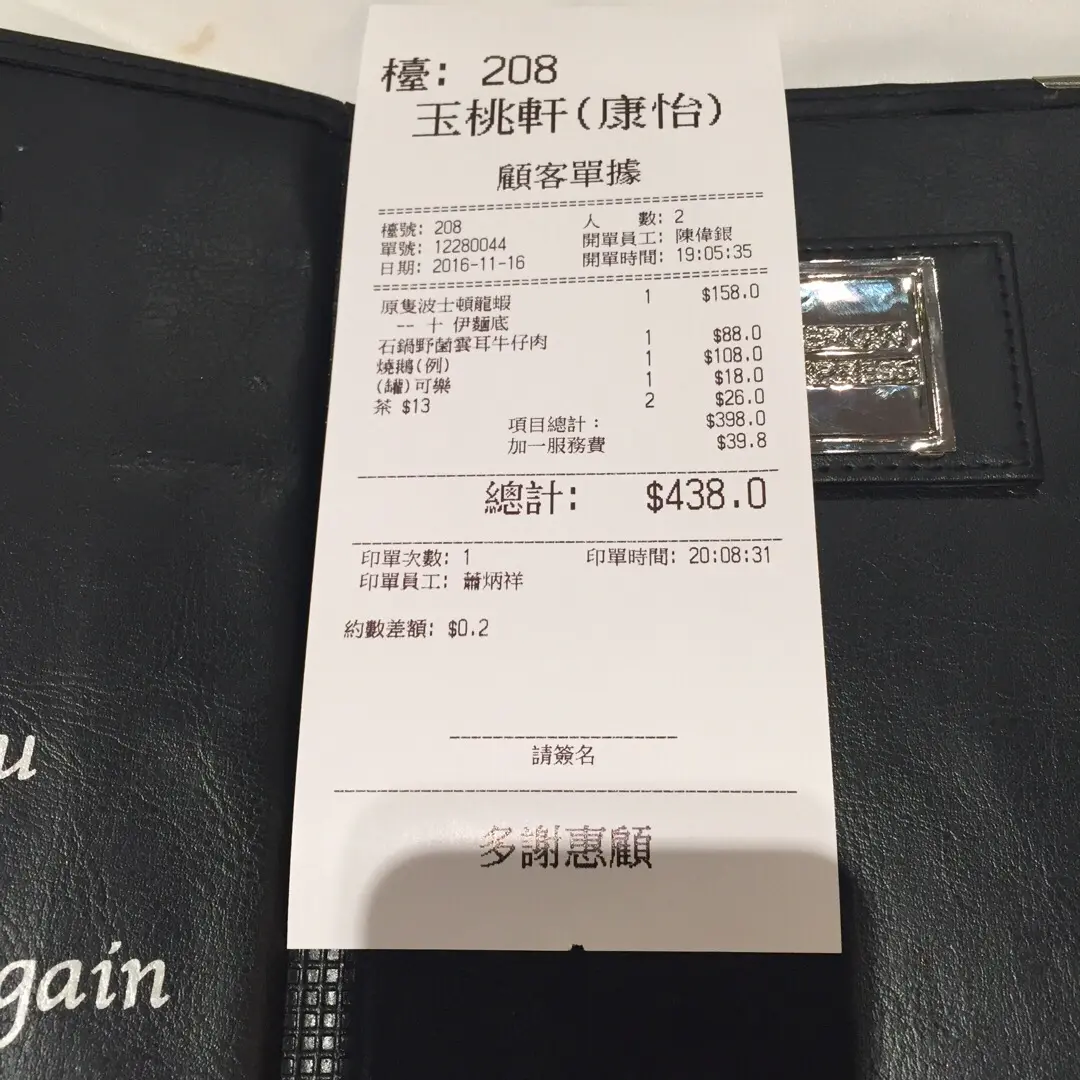 檯: 208
玉桃軒(康怡)
顧客單據
檯號: 208 人 數: 2
單號: 12280044 開單員工: 陳偉銀
日期: 2016-11-16 開單時間: 19:05:35
原隻波士頓龍蝦 1 $158.0
-- 十 伊麵底
石鍋野菌雲耳牛仔肉 1 $88.0
燒鵝(例) 1 $108.0
(罐)可樂 1 $18.0
茶 $13 2 $26.0
項目總計: $398.0
加一服務費 $39.8
總計: $438.0
印單次數: 1 印單時間: 20:08:31
印單員工: 蕭炳祥
約數差額: $0.2
請簽名
多謝惠顧
u
gain